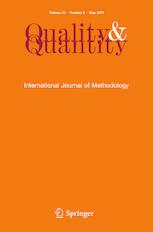 Quality &
Quantity
International Journal of Methodology
Springer